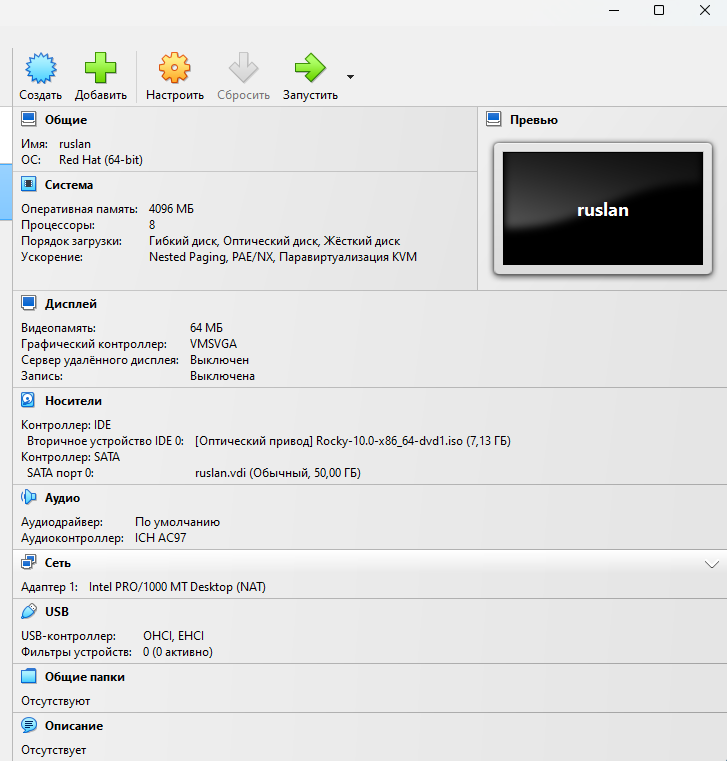 Создать Добавить Настроить Сбросить Запустить
Общие
Имя: ruslan
ОС: Red Hat (64-bit)
Превью
ruslan
Система
Оперативная память: 4096 МБ
Процессоры: 8
Порядок загрузки: Гибкий диск, Оптический диск, Жёсткий диск
Ускорение: Nested Paging, PAE/NX, Паравиртуализация KVM
Дисплей
Видеопамять: 64 МБ
Графический контроллер: VMSVGA
Сервер удалённого дисплея: Выключен
Запись: Выключена
Носители
Контроллер: IDE
Вторичное устройство IDE 0: [Оптический привод] Rocky-10.0-x86_64-dvd1.iso (7,13 ГБ)
Контроллер: SATA
SATA порт 0: ruslan.vdi (Обычный, 50,00 ГБ)
Аудио
Аудиодрайвер: По умолчанию
Аудиоконтроллер: ICH AC97
Сеть
Адаптер 1: Intel PRO/1000 MT Desktop (NAT)
USB
USB-контроллер: OHCI, EHCI
Фильтры устройств: 0 (0 активно)
Общие папки
Отсутствуют
Описание
Отсутствует